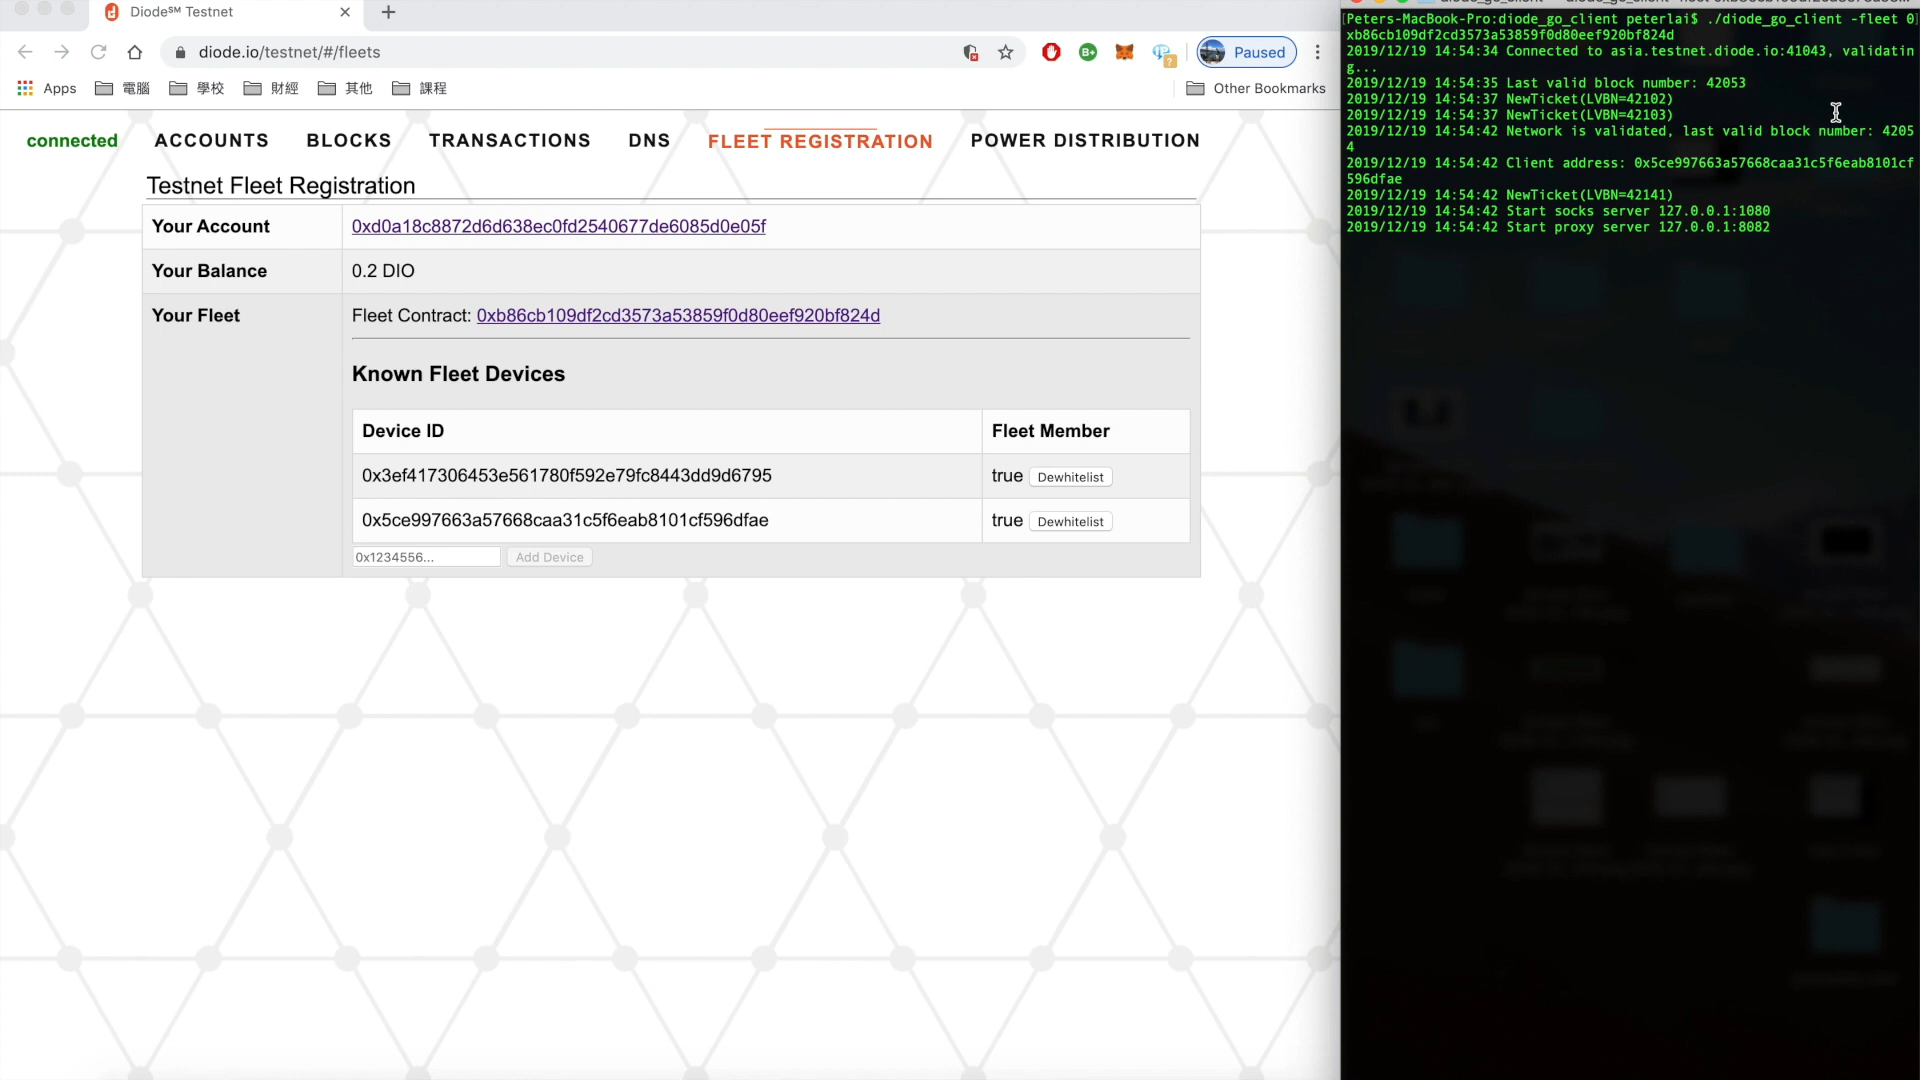 Diode℠ Testnet
diode.io/testnet/#/fleets
Paused
Apps 電腦 學校 財經 其他 課程 Other Bookmarks
connected ACCOUNTS BLOCKS TRANSACTIONS DNS FLEET REGISTRATION POWER DISTRIBUTION
Testnet Fleet Registration
Your Account 0xd0a18c8872d6d638ec0fd2540677de6085d0e05f
Your Balance 0.2 DIO
Your Fleet Fleet Contract: 0xb86cb109df2cd3573a53859f0d80eef920bf824d
Known Fleet Devices
Device ID Fleet Member
0x3ef417306453e561780f592e79fc8443dd9d6795 true Dewhitelist
0x5ce997663a57668caa31c5f6eab8101cf596dfae true Dewhitelist
0x1234556... Add Device
[Peters-MacBook-Pro:diode_go_client peterlai$ ./diode_go_client -fleet 0]
xb86cb109df2cd3573a53859f0d80eef920bf824d
2019/12/19 14:54:34 Connected to asia.testnet.diode.io:41043, validatin
g...
2019/12/19 14:54:35 Last valid block number: 42053
2019/12/19 14:54:37 NewTicket(LVBN=42102)
2019/12/19 14:54:37 NewTicket(LVBN=42103)
2019/12/19 14:54:42 Network is validated, last valid block number: 4205
4
2019/12/19 14:54:42 Client address: 0x5ce997663a57668caa31c5f6eab8101cf
596dfae
2019/12/19 14:54:42 NewTicket(LVBN=42141)
2019/12/19 14:54:42 Start socks server 127.0.0.1:1080
2019/12/19 14:54:42 Start proxy server 127.0.0.1:8082